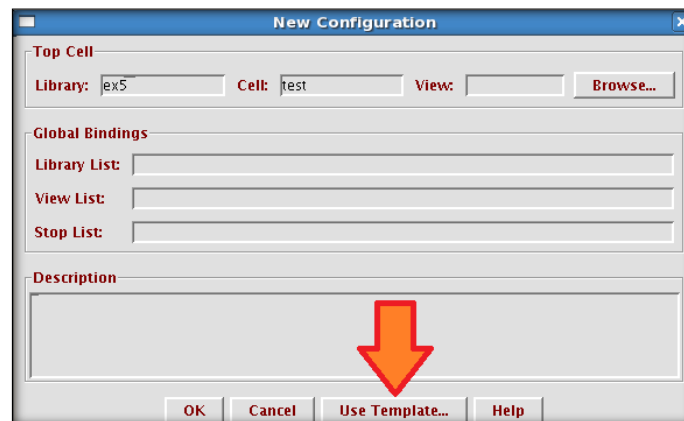 New Configuration
Top Cell
Library: ex5 Cell: test View: Browse...
Global Bindings
Library List:
View List:
Stop List:
Description
OK Cancel Use Template... Help